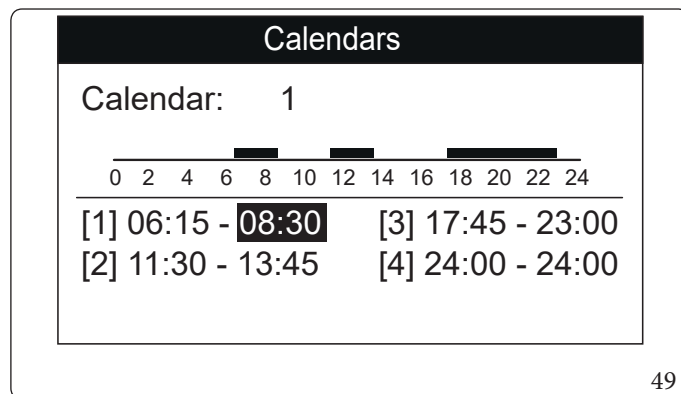 Calendars
Calendar: 1
0 2 4 6 8 10 12 14 16 18 20 22 24
[1] 06:15 - 08:30 [3] 17:45 - 23:00
[2] 11:30 - 13:45 [4] 24:00 - 24:00
49